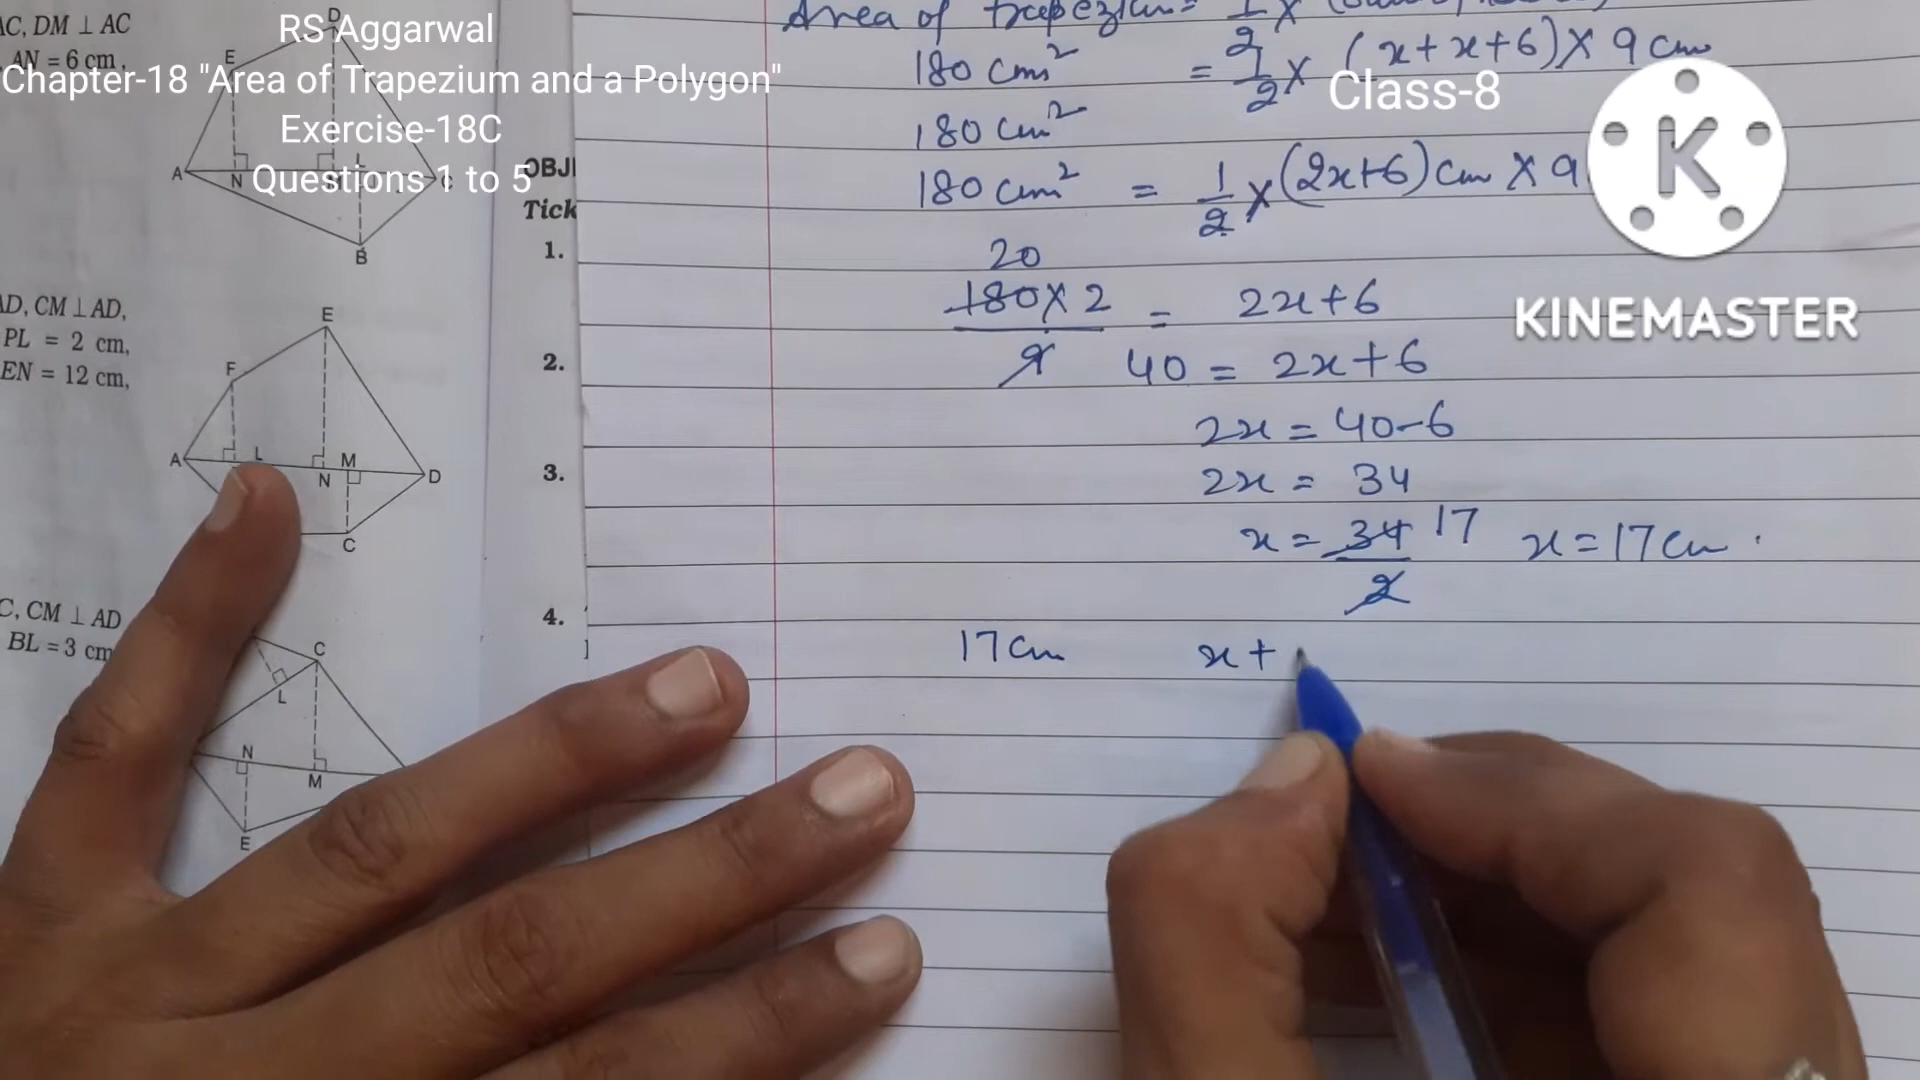 RS Aggarwal
Chapter-18 "Area of Trapezium and a Polygon"
Exercise-18C
Questions 1 to 5
Class-8
KINEMASTER
AC, DM ⊥ AC
AN = 6 cm,
E
D
A
N
L
C
B
AD, CM ⊥ AD,
PL = 2 cm,
EN = 12 cm,
E
F
A
L
N
M
D
C
C, CM ⊥ AD
BL = 3 cm
C
L
N
M
E
OBJ
Tick
1.
2.
3.
4.
Area of trapezium = 1/2 ×
180 cm² = 1/2 × (x + x + 6) × 9 cm
180 cm²
180 cm² = 1/2 × (2x+6) cm × 9
20
180 × 2 / 9 = 2x+6
40 = 2x+6
2x = 40-6
2x = 34
x = 34/2 17 x = 17 cm.
17 cm x +